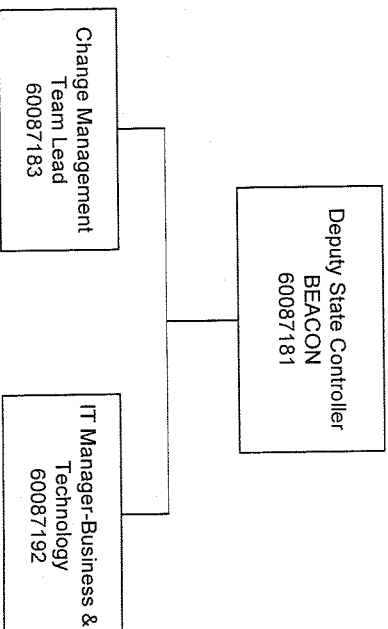 Deputy State Controller
BEACON
60087181
Change Management
Team Lead
60087183
IT Manager-Business &
Technology
60087192